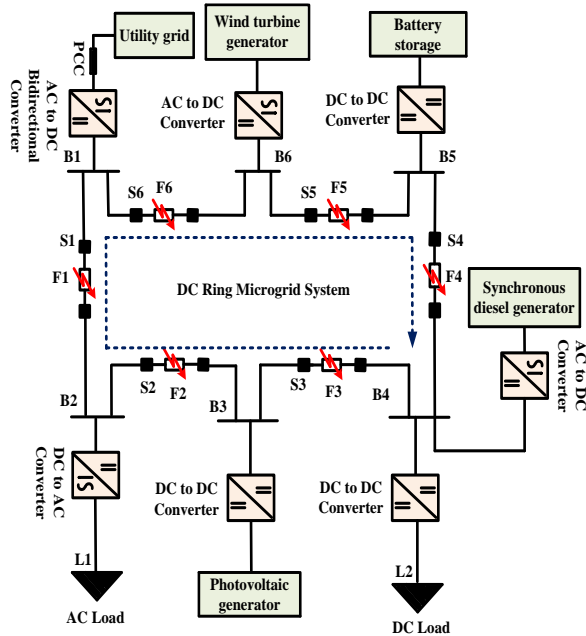 Utility grid
PCC
Wind turbine
generator
Battery
storage
AC to DC
Bidirectional
Converter
AC to DC
Converter
DC to DC
Converter
B1
B6
B5
S6
F6
S5
F5
S1
F1
S4
F4
DC Ring Microgrid System
Synchronous
diesel generator
AC to DC
Converter
S2
F2
S3
F3
B2
B3
B4
DC to AC
Converter
DC to DC
Converter
DC to DC
Converter
L1
AC Load
Photovoltaic
generator
L2
DC Load